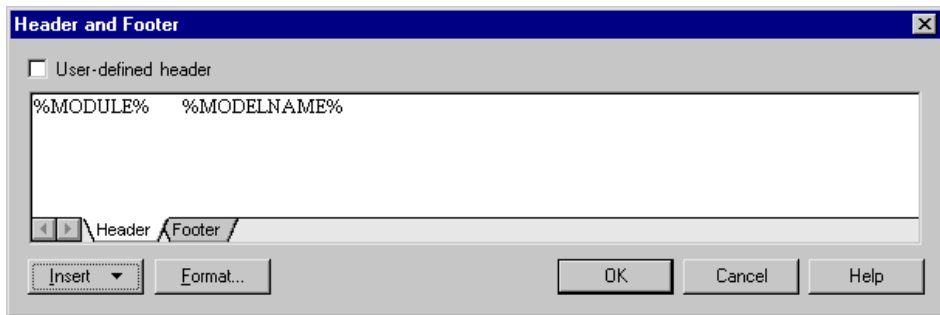 Header and Footer
User-defined header
%MODULE% %MODELNAME%
Header Footer
Insert Format... OK Cancel Help